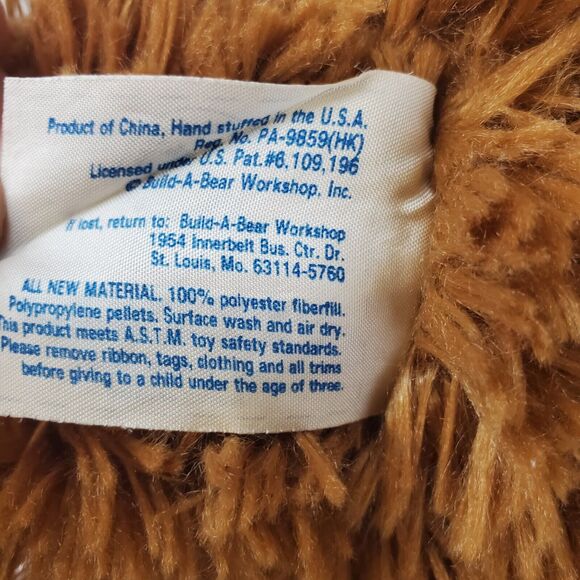 Product of China, Hand stuffed in the U.S.A.
Reg. No. PA-9859(HK)
Licensed under U.S. Pat.#6,109,196
© Build-A-Bear Workshop, Inc.
If lost, return to: Build-A-Bear Workshop
1954 Innerbelt Bus. Ctr. Dr.
St. Louis, Mo. 63114-5760
ALL NEW MATERIAL. 100% polyester fiberfill.
Polypropylene pellets. Surface wash and air dry.
This product meets A.S.T.M. toy safety standards.
Please remove ribbon, tags, clothing and all trims
before giving to a child under the age of three.